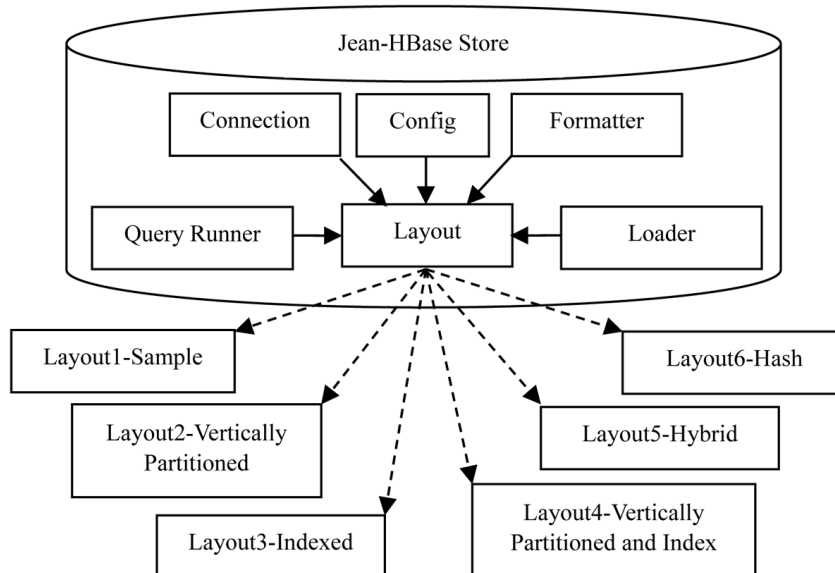 Jean-HBase Store
Connection
Config
Formatter
Query Runner
Layout
Loader
Layout1-Sample
Layout6-Hash
Layout2-Vertically
Partitioned
Layout5-Hybrid
Layout3-Indexed
Layout4-Vertically
Partitioned and Index